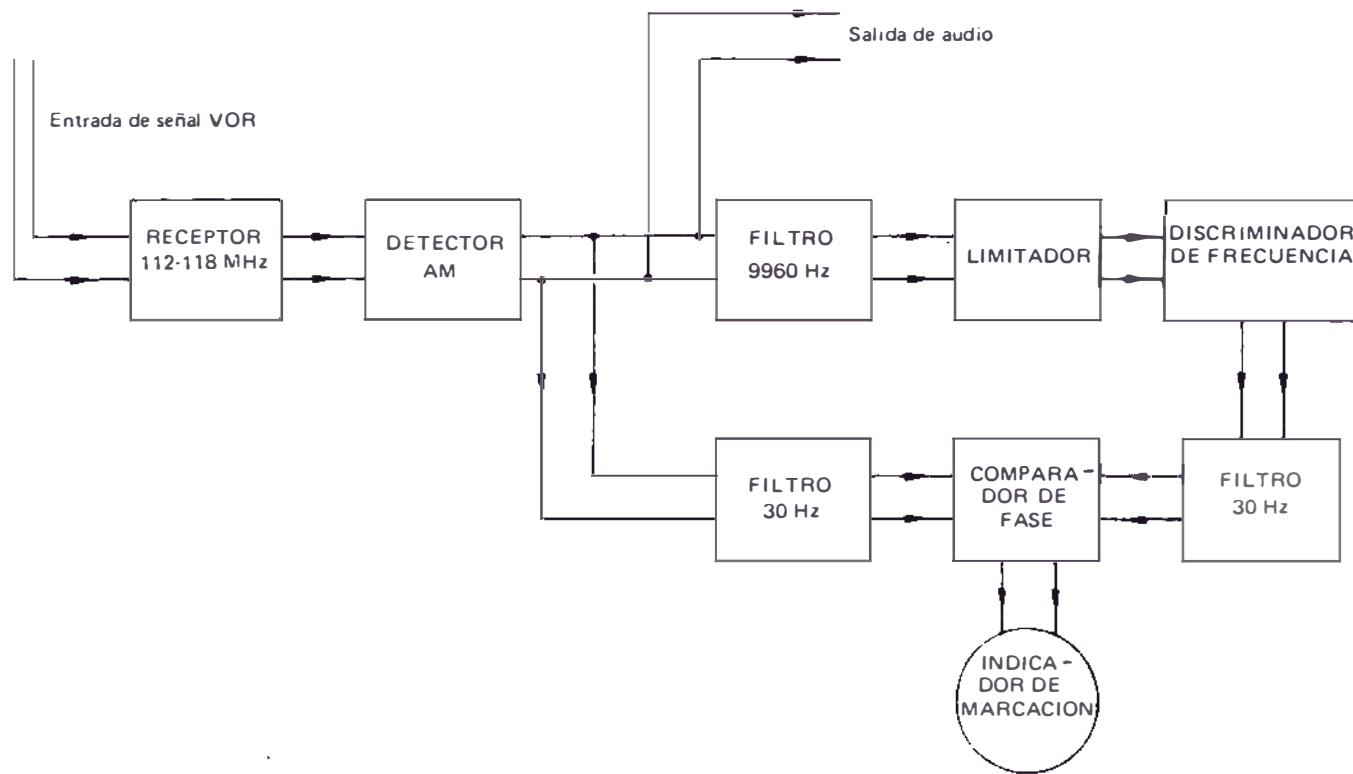 Salida de audio
Entrada de señal VOR
RECEPTOR
112-118 MHz
DETECTOR
AM
FILTRO
9960 Hz
LIMITADOR
DISCRIMINADOR
DE FRECUENCIA
FILTRO
30 Hz
COMPARA-
DOR DE
FASE
FILTRO
30 Hz
INDICA-
DOR DE
MARCACION